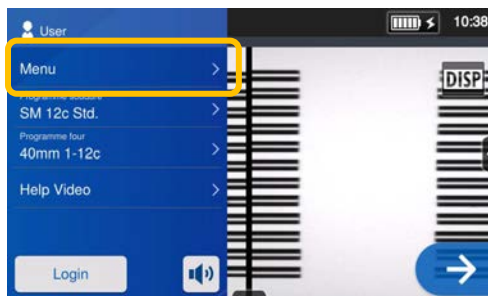 User
10:38
Menu
DISP
Programme soudure
SM 12c Std.
Programme four
40mm 1-12c
Help Video
Login